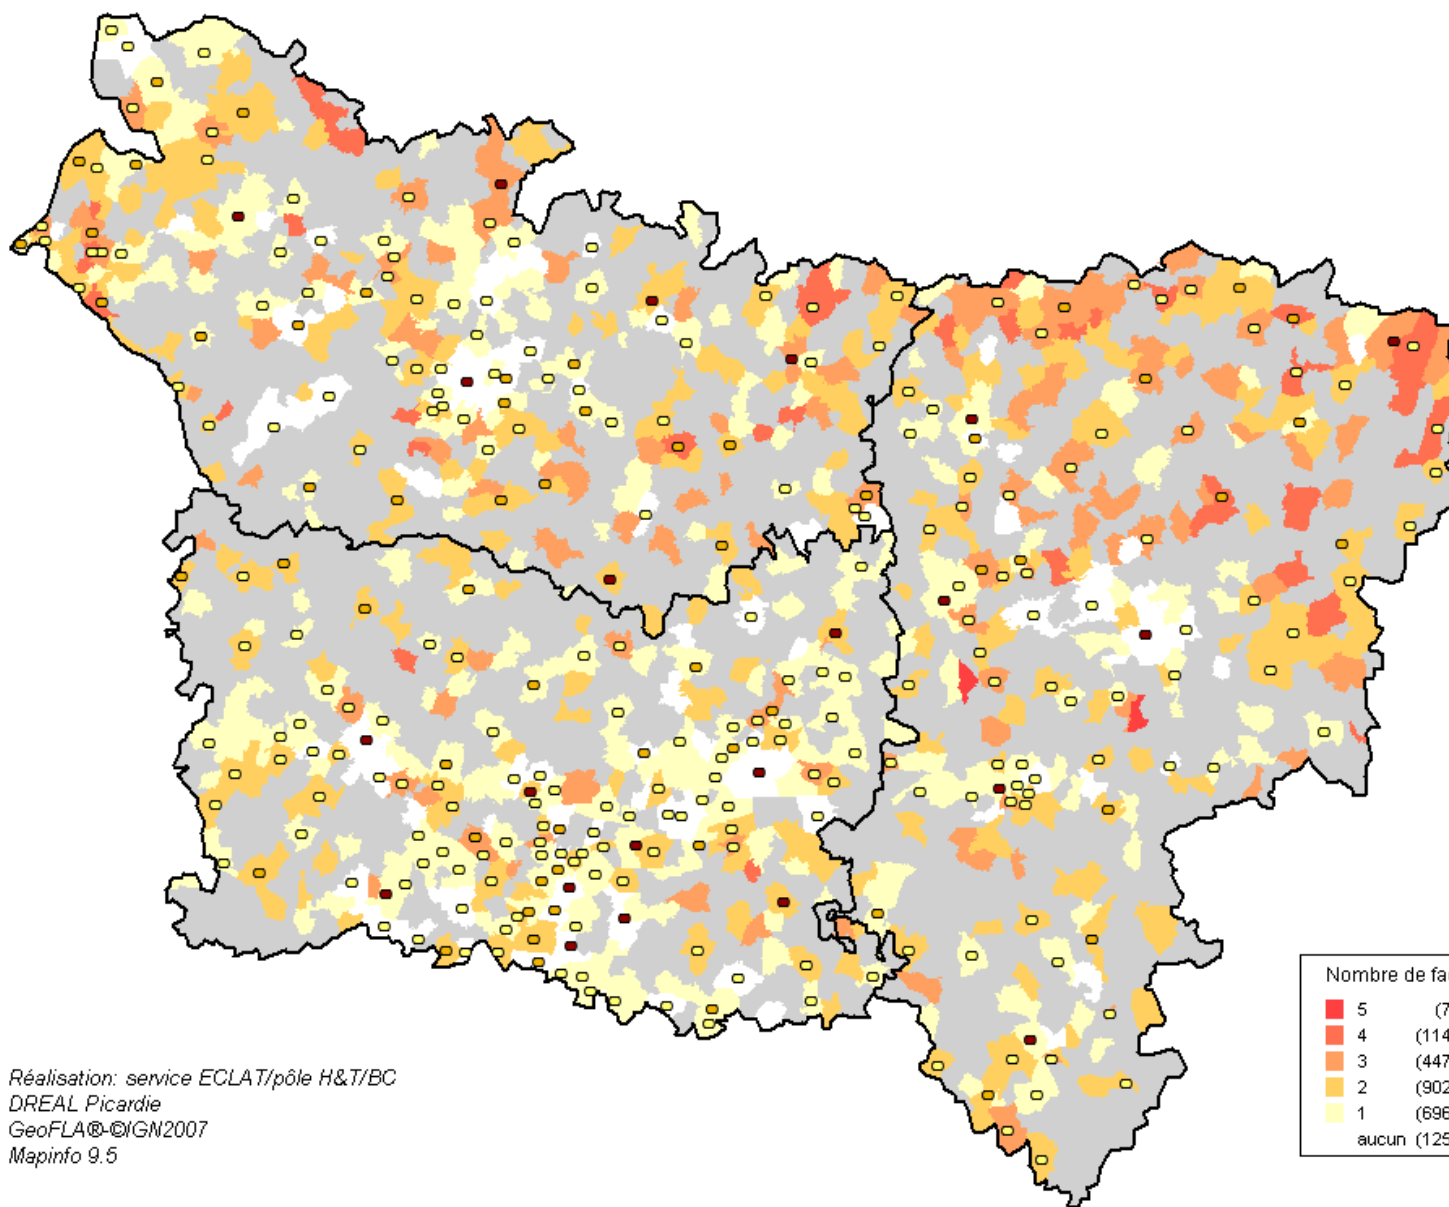 Nombre de fa
5 (7
4 (114
3 (447
2 (902
1 (696
aucun (125
Réalisation: service ECLAT/pôle H&T/BC
DREAL Picardie
GeoFLA®-©IGN2007
Mapinfo 9.5